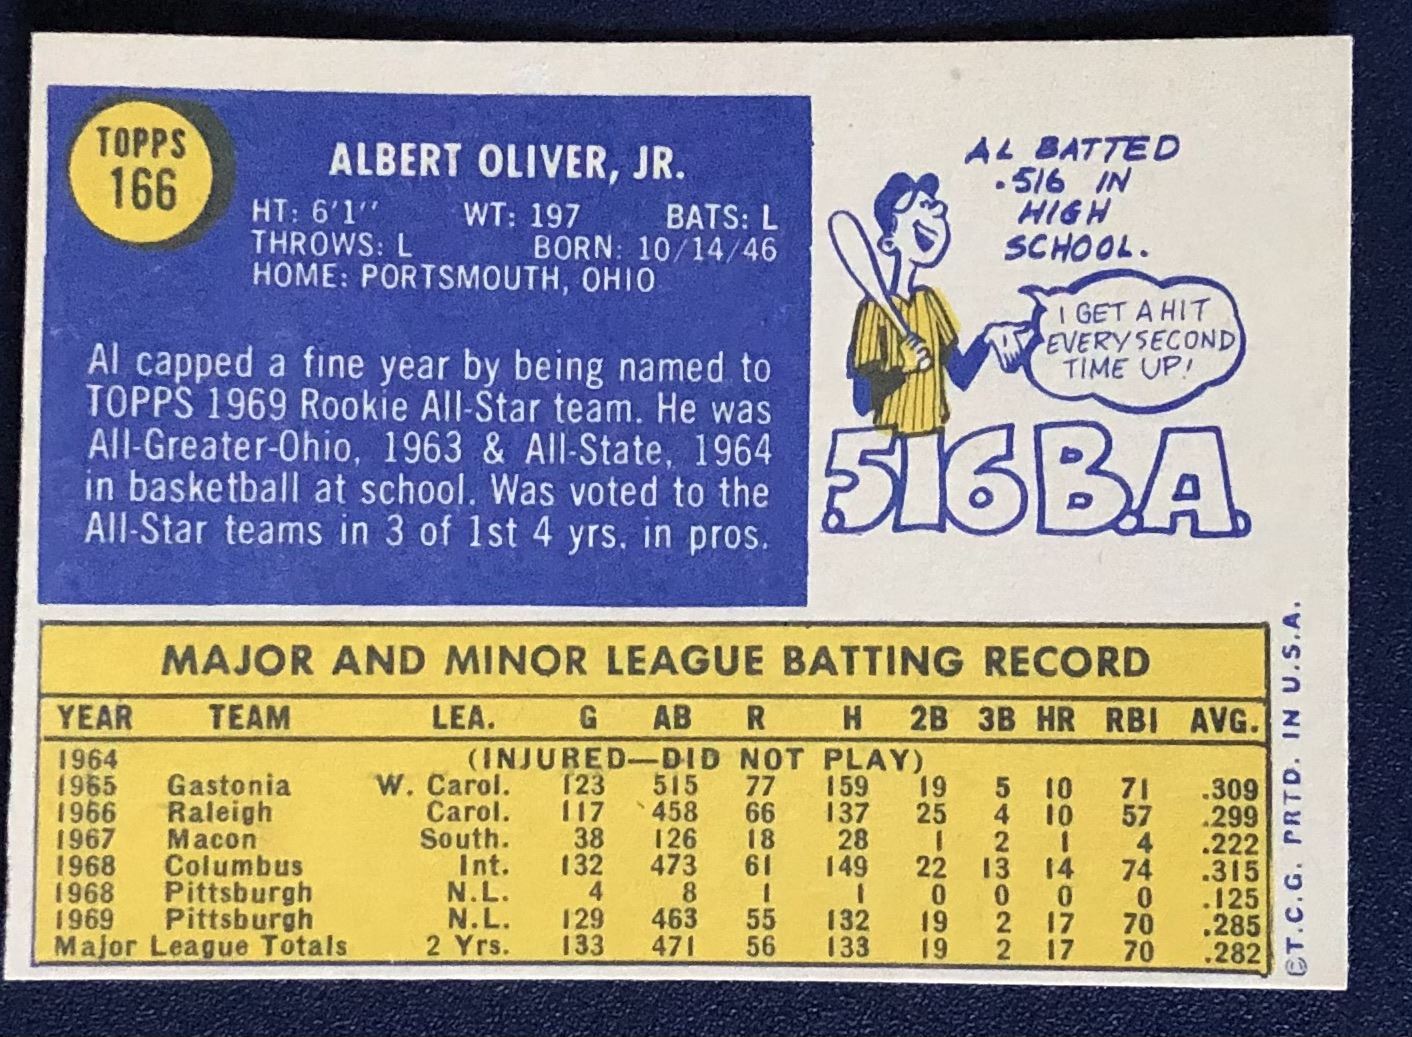 TOPPS
166
ALBERT OLIVER, JR.
HT: 6'1" WT: 197 BATS: L
THROWS: L BORN: 10/14/46
HOME: PORTSMOUTH, OHIO
Al capped a fine year by being named to
TOPPS 1969 Rookie All-Star team. He was
All-Greater-Ohio, 1963 & All-State, 1964
in basketball at school. Was voted to the
All-Star teams in 3 of 1st 4 yrs. in pros.
AL BATTED
.516 IN
HIGH
SCHOOL.
I GET A HIT
EVERY SECOND
TIME UP!
.516 B.A.
MAJOR AND MINOR LEAGUE BATTING RECORD
YEAR TEAM LEA. G AB R H 2B 3B HR RBI AVG.
1964 (INJURED—DID NOT PLAY)
1965 Gastonia W. Carol. 123 515 77 159 19 5 10 71 .309
1966 Raleigh Carol. 117 458 66 137 25 4 10 57 .299
1967 Macon South. 38 126 18 28 1 2 1 4 .222
1968 Columbus Int. 132 473 61 149 22 13 14 74 .315
1968 Pittsburgh N.L. 4 8 1 1 0 0 0 0 .125
1969 Pittsburgh N.L. 129 463 55 132 19 2 17 70 .285
Major League Totals 2 Yrs. 133 471 56 133 19 2 17 70 .282
©T.C.G. PRTD. IN U.S.A.